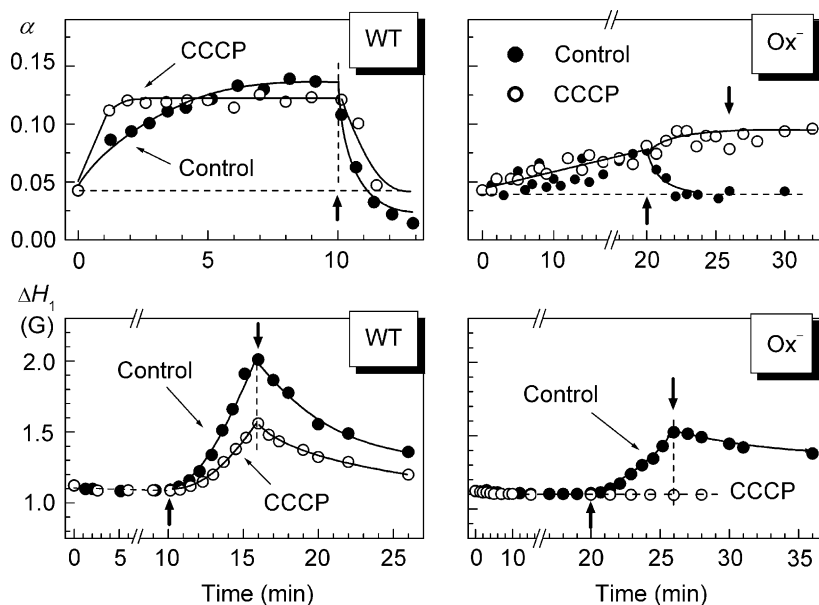 α
WT
CCCP
Control
0.15
0.10
0.05
0.00
0
5
10
Ox⁻
Control
CCCP
0
10
20
30
ΔH₁
(G)
WT
Control
CCCP
2.0
1.5
1.0
0
5
10
15
20
25
Time (min)
Ox⁻
Control
CCCP
0
10
20
25
30
35
Time (min)